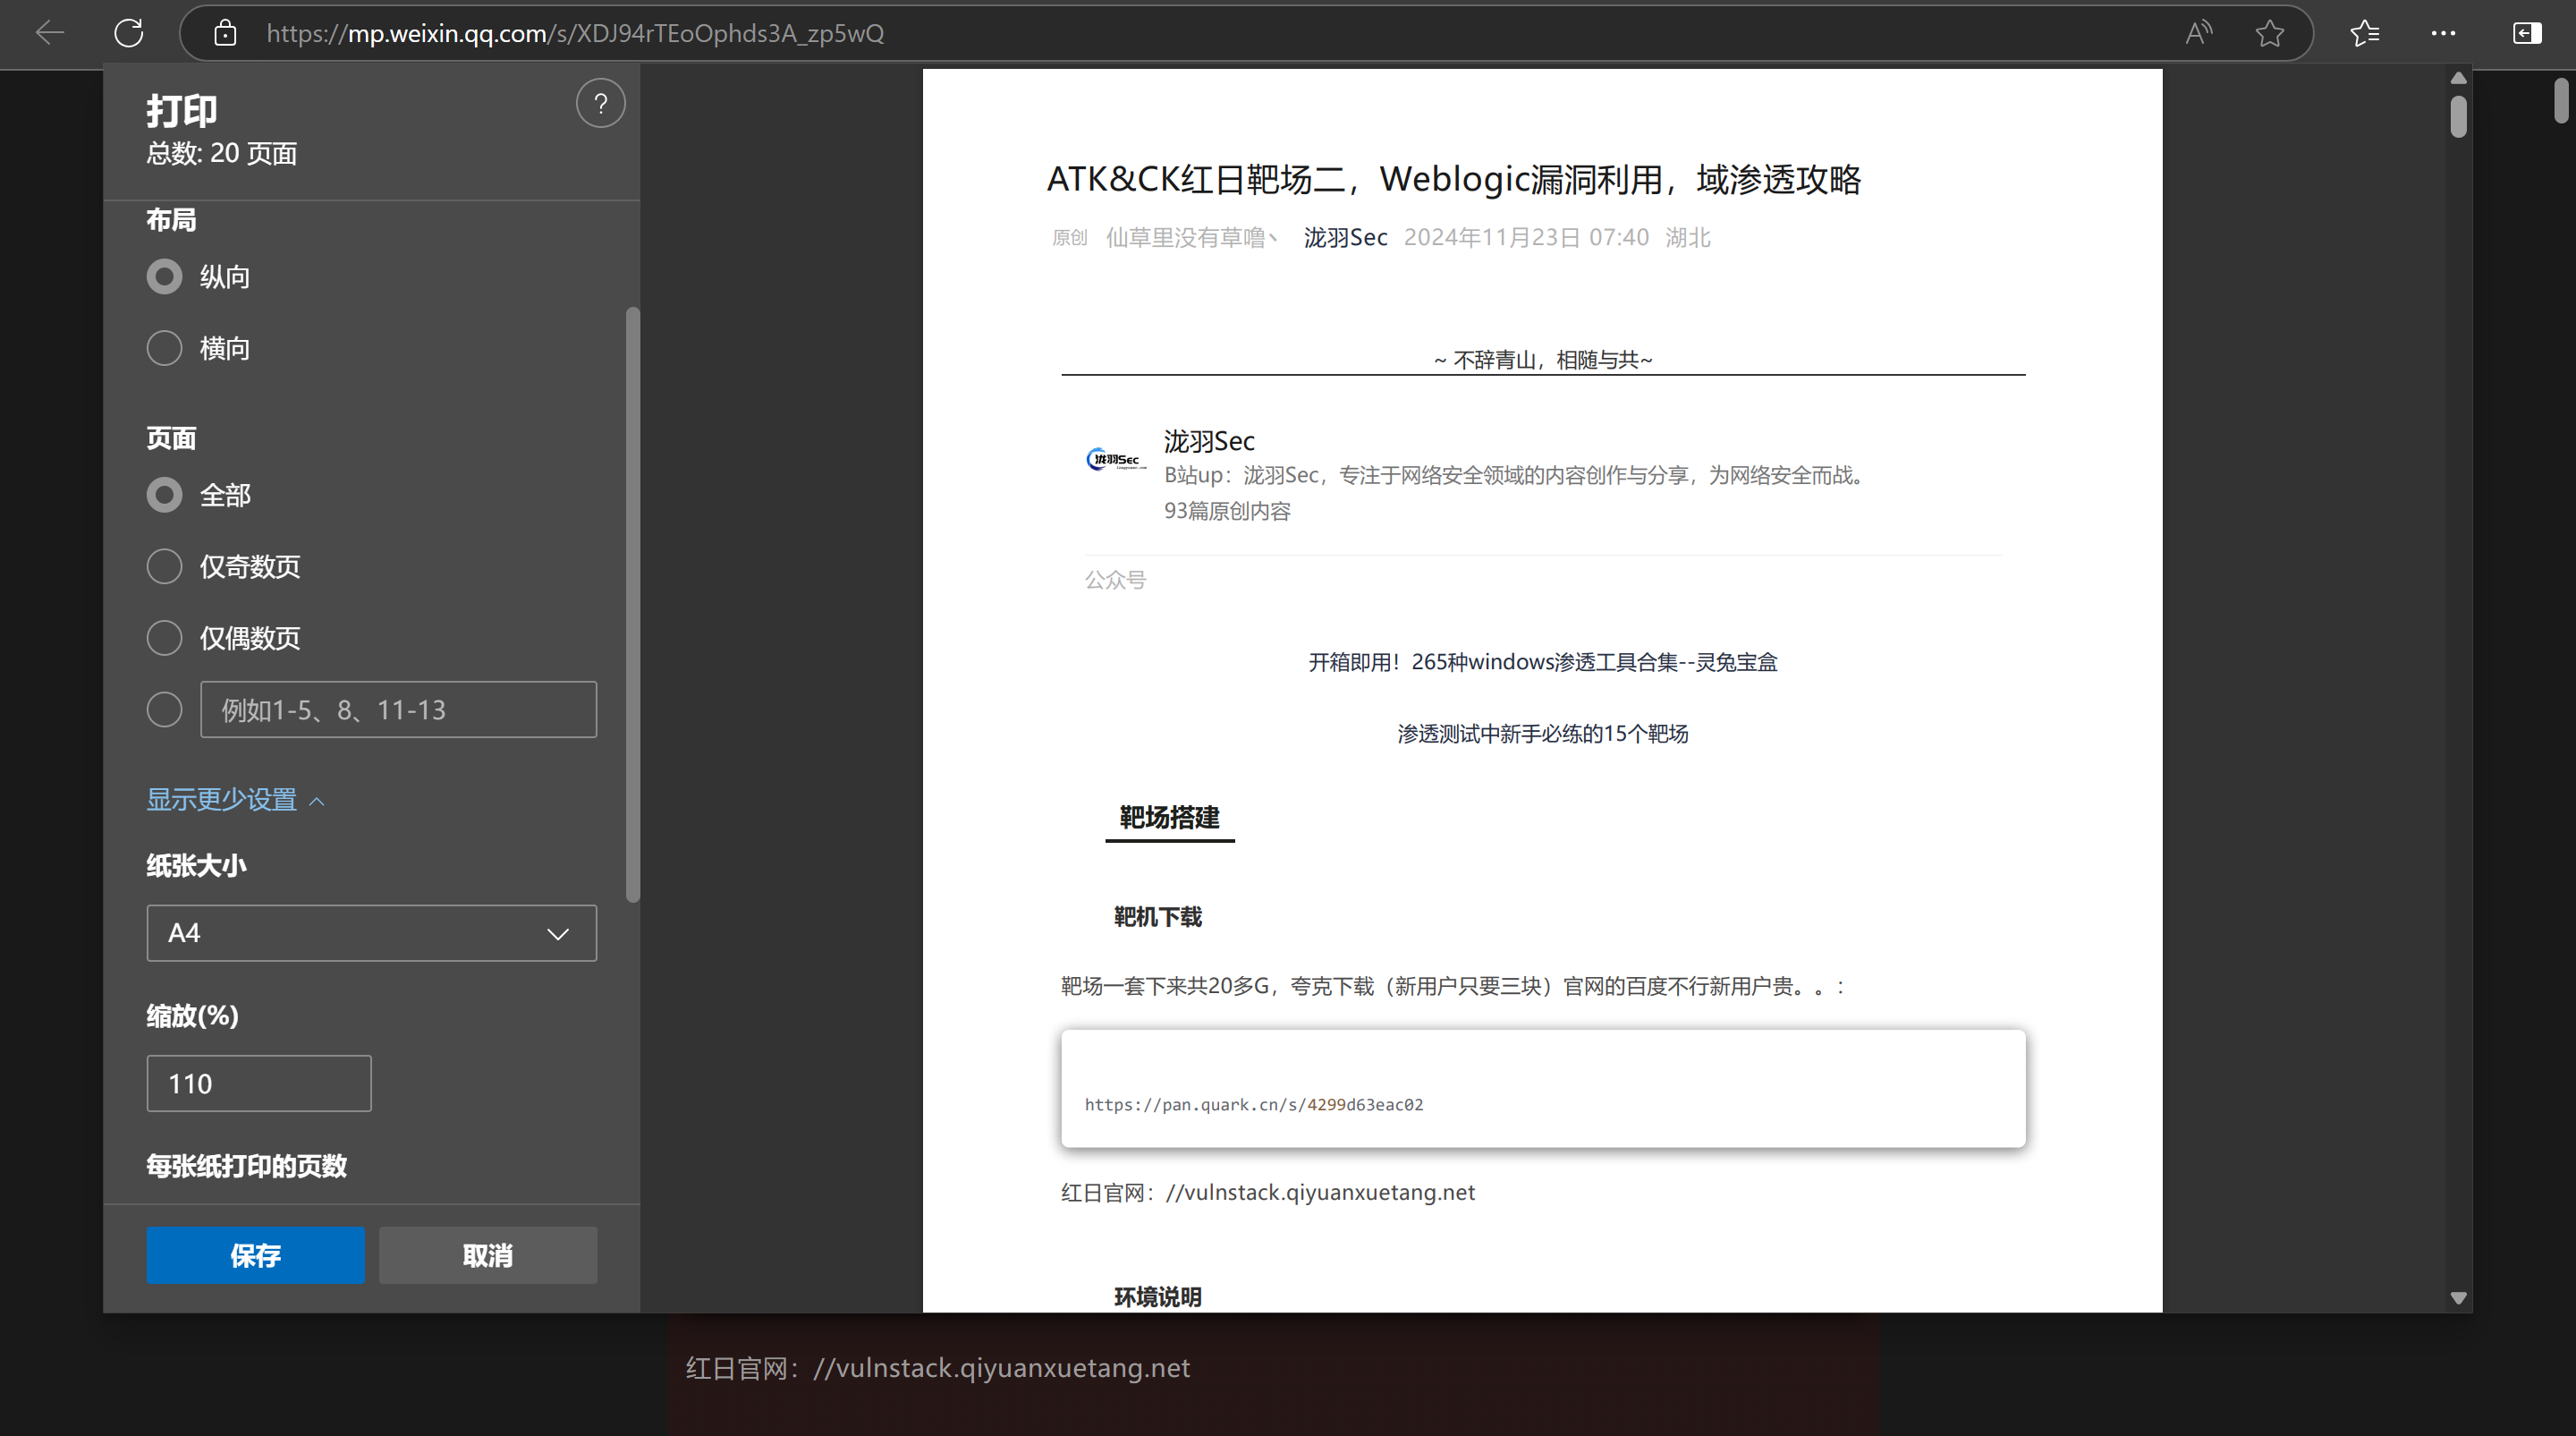 https://mp.weixin.qq.com/s/XDJ94rTEoOphds3A_zp5wQ
打印
总数: 20 页面
?
布局
纵向
横向
页面
全部
仅奇数页
仅偶数页
例如1-5、8、11-13
显示更少设置
纸张大小
A4
缩放(%)
110
每张纸打印的页数
保存
取消
ATK&CK红日靶场二，Weblogic漏洞利用，域渗透攻略
原创 仙草里没有草噜丶 泷羽Sec 2024年11月23日 07:40 湖北
~ 不辞青山，相随与共~
泷羽Sec
泷羽Sec
B站up：泷羽Sec，专注于网络安全领域的内容创作与分享，为网络安全而战。
93篇原创内容
公众号
开箱即用！265种windows渗透工具合集--灵兔宝盒
渗透测试中新手必练的15个靶场
靶场搭建
靶机下载
靶场一套下来共20多G，夸克下载（新用户只要三块）官网的百度不行新用户贵。。：
https://pan.quark.cn/s/4299d63eac02
红日官网：//vulnstack.qiyuanxuetang.net
环境说明
红日官网：//vulnstack.qiyuanxuetang.net